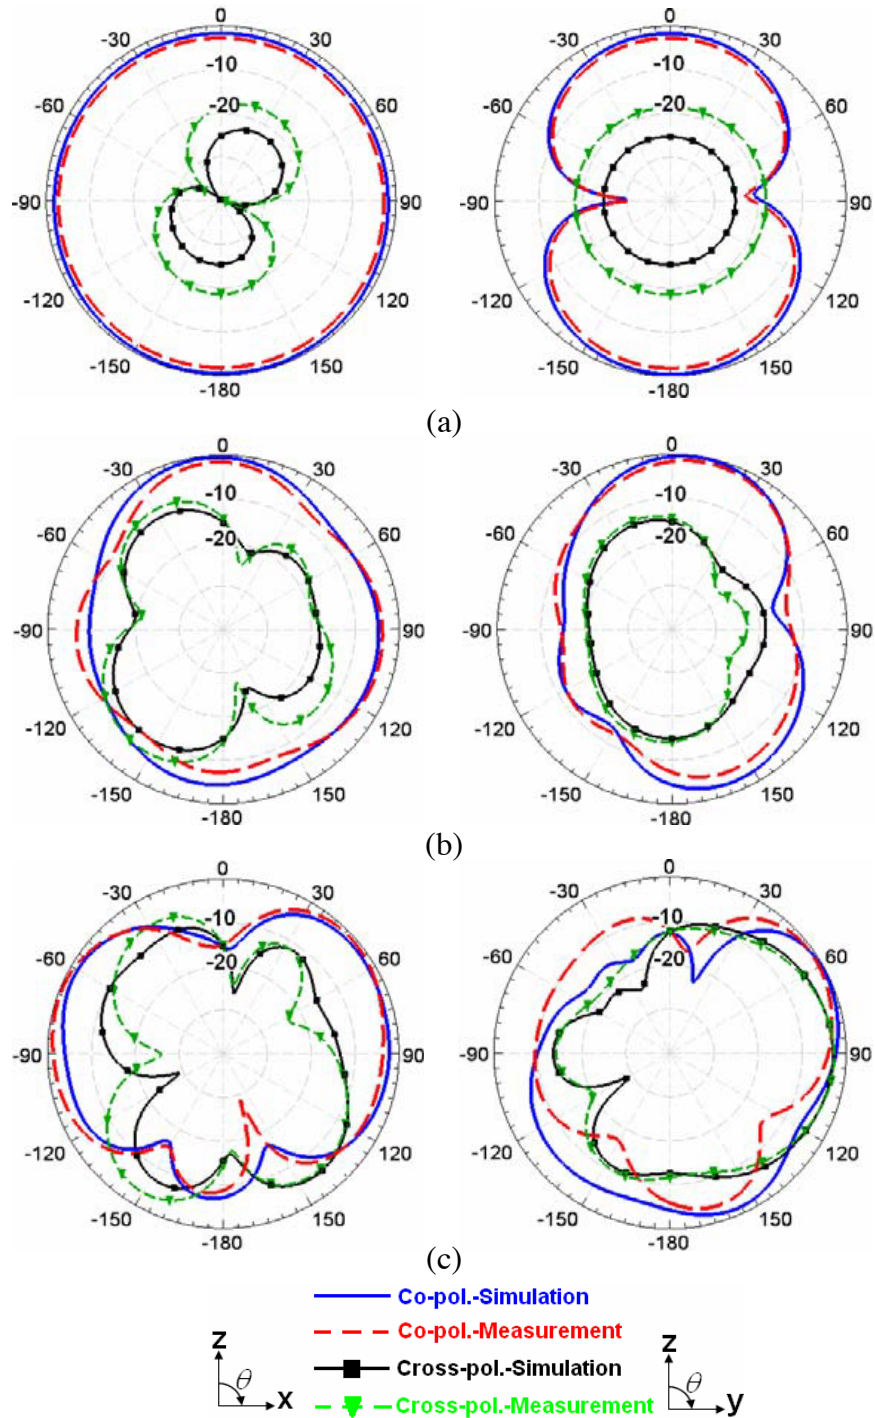 0
-30 30
-10
-60 -20 60
-90 90
-120 120
-150 150
-180
0
-30 30
-10
-60 -20 60
-90 90
-120 120
-150 150
-180
(a)
0
-30 30
-10
-60 -20 60
-90 90
-120 120
-150 150
-180
0
-30 30
-10
-60 -20 60
-90 90
-120 120
-150 150
-180
(b)
0
-30 30
-10
-60 -20 60
-90 90
-120 120
-150 150
-180
0
-30 30
-10
-60 -20 60
-90 90
-120 120
-150 150
-180
(c)
Co-pol.-Simulation
Co-pol.-Measurement
Cross-pol.-Simulation
Cross-pol.-Measurement
z
θ
x
z
θ
y